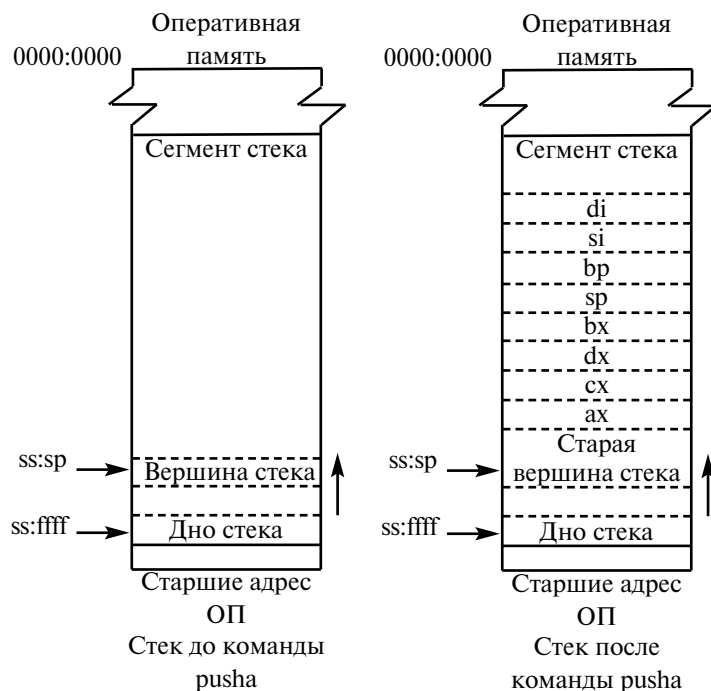 Оперативная
память
0000:0000
Сегмент стека
ss:sp
Вершина стека
ss:ffff
Дно стека
Старшие адрес
ОП
Стек до команды
pusha
Оперативная
память
0000:0000
Сегмент стека
di
si
bp
sp
bx
dx
cx
ax
Старая
вершина стека
ss:sp
ss:ffff
Дно стека
Старшие адрес
ОП
Стек после
команды pusha